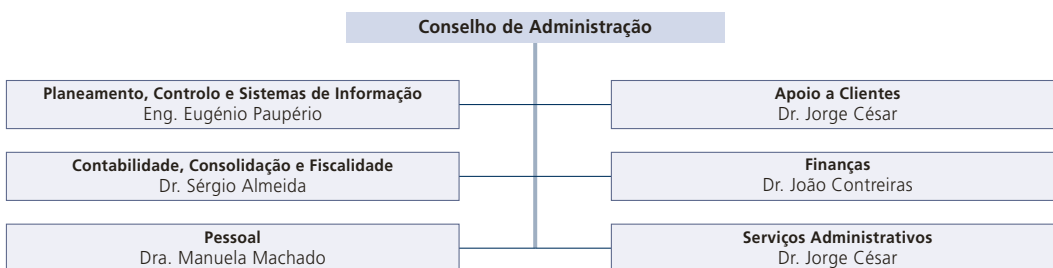 Conselho de Administração
Planeamento, Controlo e Sistemas de Informação
Eng. Eugénio Paupério
Apoio a Clientes
Dr. Jorge César
Contabilidade, Consolidação e Fiscalidade
Dr. Sérgio Almeida
Finanças
Dr. João Contreiras
Pessoal
Dra. Manuela Machado
Serviços Administrativos
Dr. Jorge César